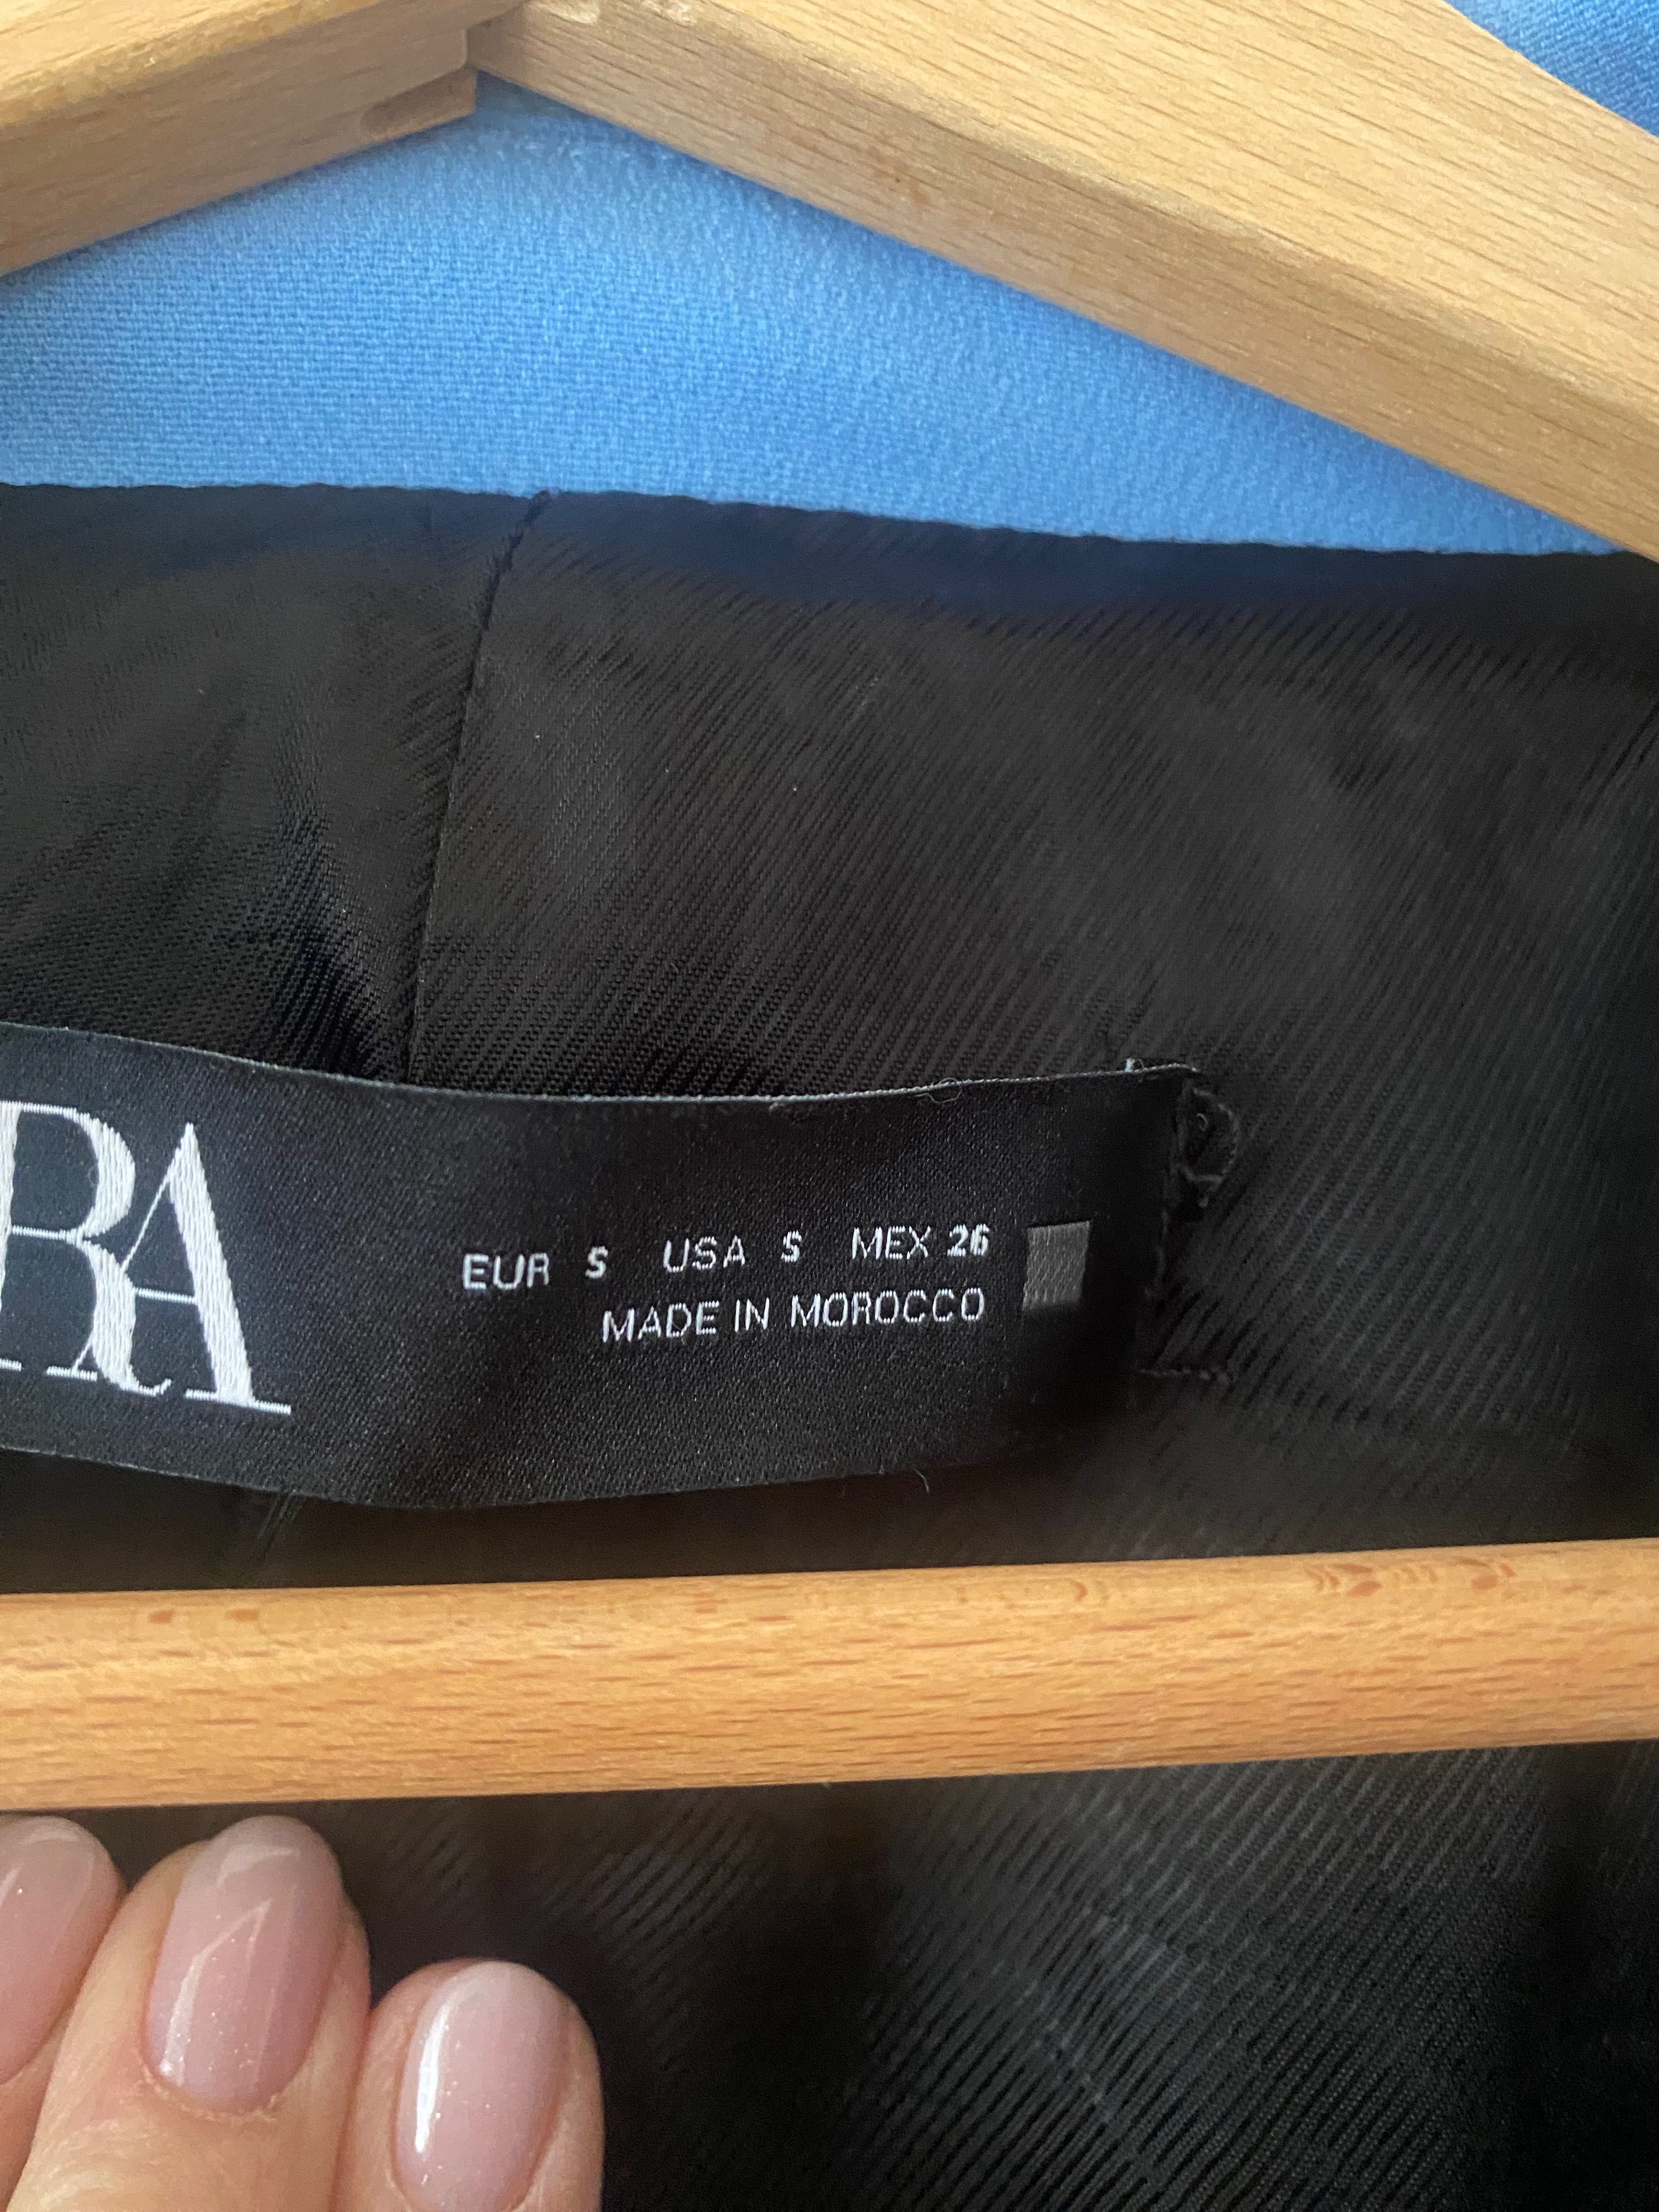 RA
EUR S USA S MEX 26
MADE IN MOROCCO